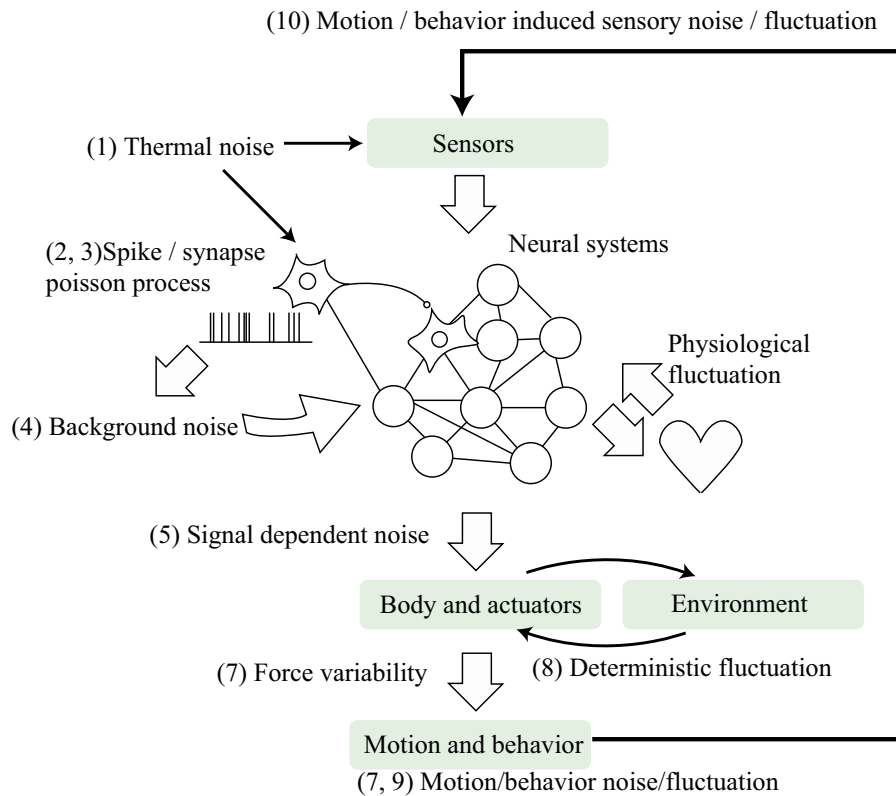 (10) Motion / behavior induced sensory noise / fluctuation
Sensors
(1) Thermal noise
Neural systems
(2, 3)Spike / synapse
poisson process
Physiological
fluctuation
(4) Background noise
(5) Signal dependent noise
Body and actuators
Environment
(7) Force variability
(8) Deterministic fluctuation
Motion and behavior
(7, 9) Motion/behavior noise/fluctuation